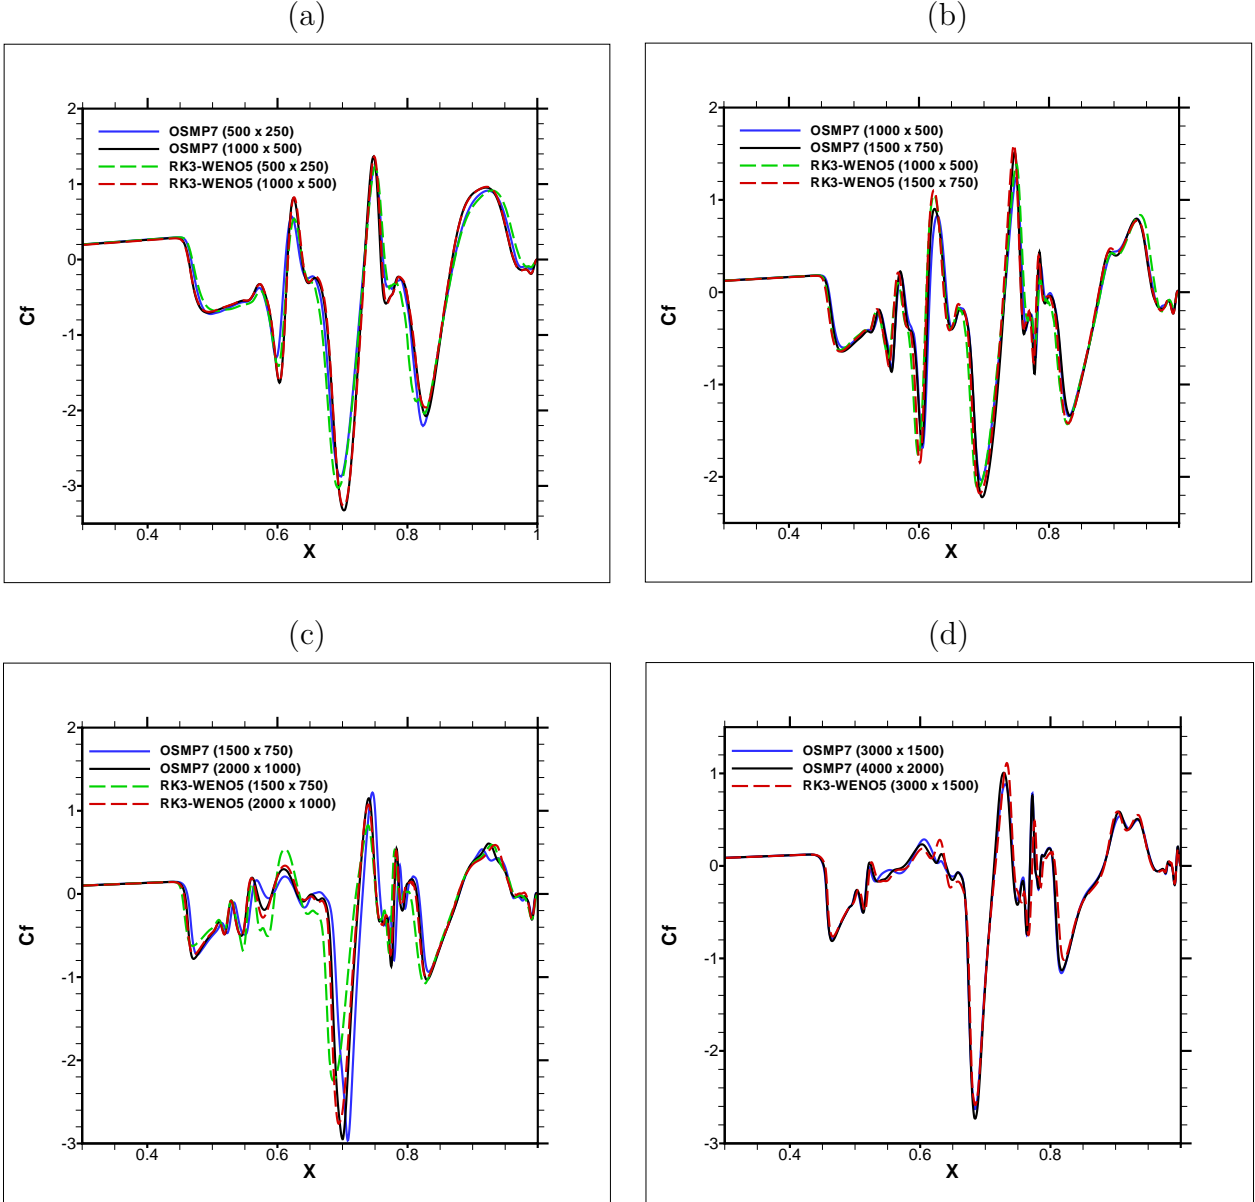 (a)
2
1
0
-1
-2
-3
Cf
0.4
0.6
0.8
1
X
OSMP7 (500 x 250)
OSMP7 (1000 x 500)
RK3-WENO5 (500 x 250)
RK3-WENO5 (1000 x 500)
(b)
2
1
0
-1
-2
Cf
0.4
0.6
0.8
X
OSMP7 (1000 x 500)
OSMP7 (1500 x 750)
RK3-WENO5 (1000 x 500)
RK3-WENO5 (1500 x 750)
(c)
2
1
0
-1
-2
-3
Cf
0.4
0.6
0.8
X
OSMP7 (1500 x 750)
OSMP7 (2000 x 1000)
RK3-WENO5 (1500 x 750)
RK3-WENO5 (2000 x 1000)
(d)
1
0
-1
-2
-3
Cf
0.4
0.6
0.8
X
OSMP7 (3000 x 1500)
OSMP7 (4000 x 2000)
RK3-WENO5 (3000 x 1500)